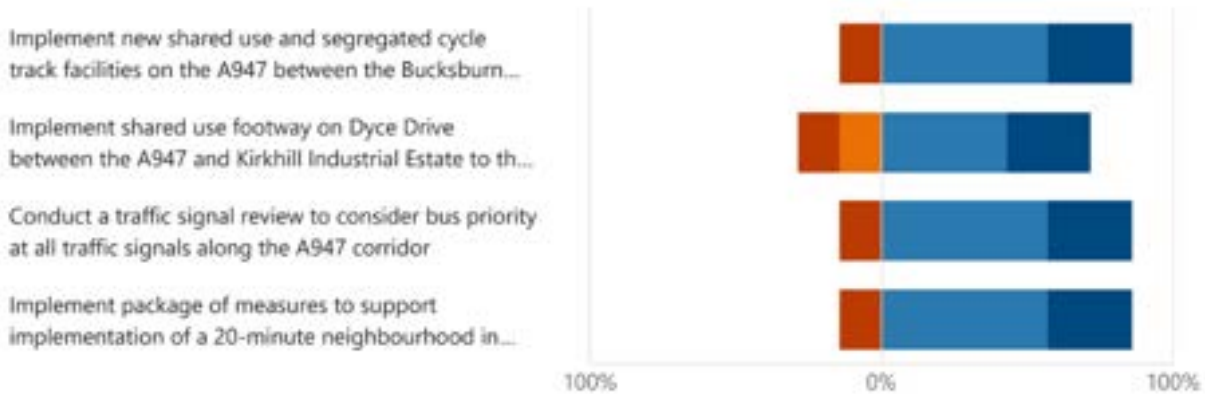 Implement new shared use and segregated cycle
track facilities on the A947 between the Bucksburn...
Implement shared use footway on Dyce Drive
between the A947 and Kirkhill Industrial Estate to th...
Conduct a traffic signal review to consider bus priority
at all traffic signals along the A947 corridor
Implement package of measures to support
implementation of a 20-minute neighbourhood in...
100% 0% 100%